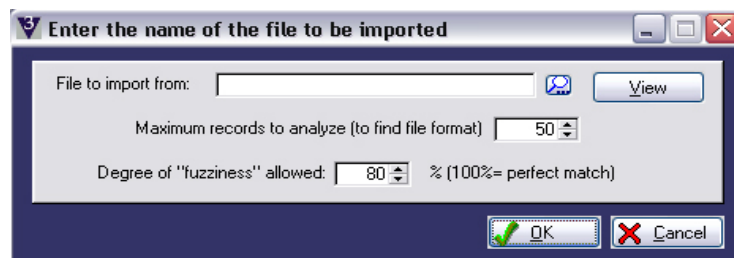 V3 Enter the name of the file to be imported
File to import from: View
Maximum records to analyze (to find file format) 50
Degree of "fuzziness" allowed: 80 % (100%= perfect match)
OK Cancel